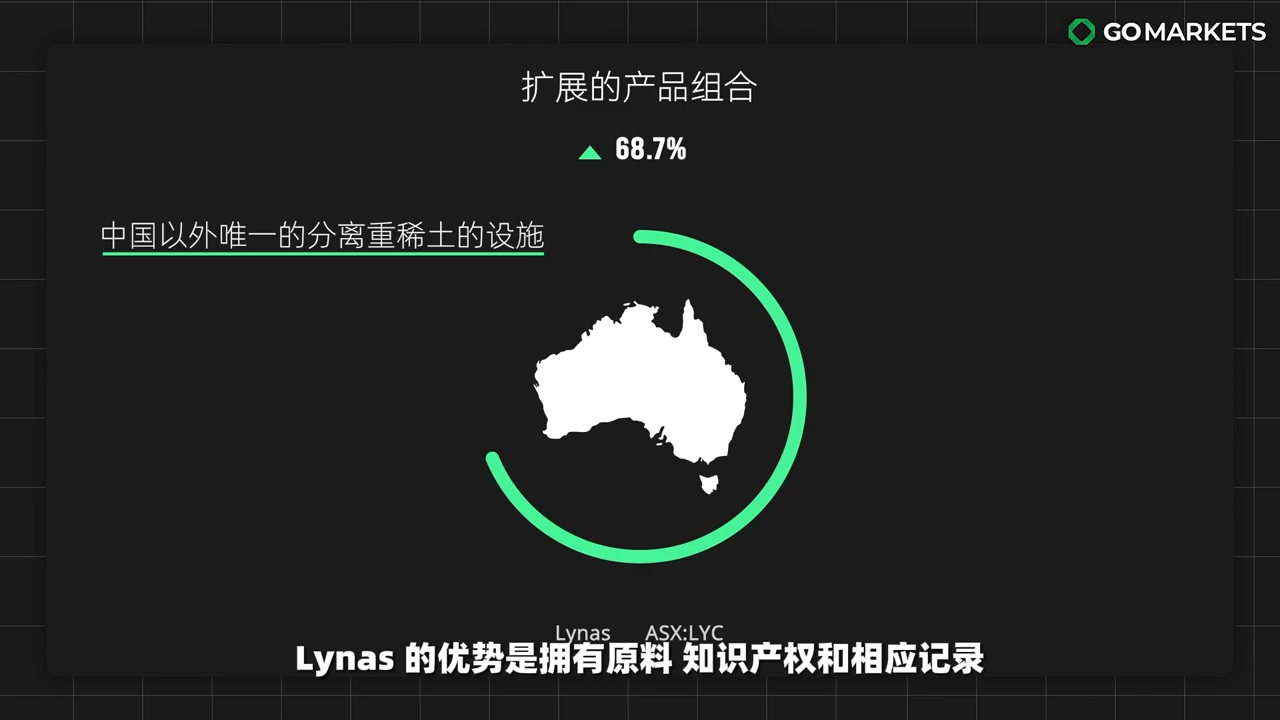 GO MARKETS
扩展的产品组合
68.7%
中国以外唯一的分离重稀土的设施
Lynas ASX:LYC
Lynas 的优势是拥有原料 知识产权和相应记录